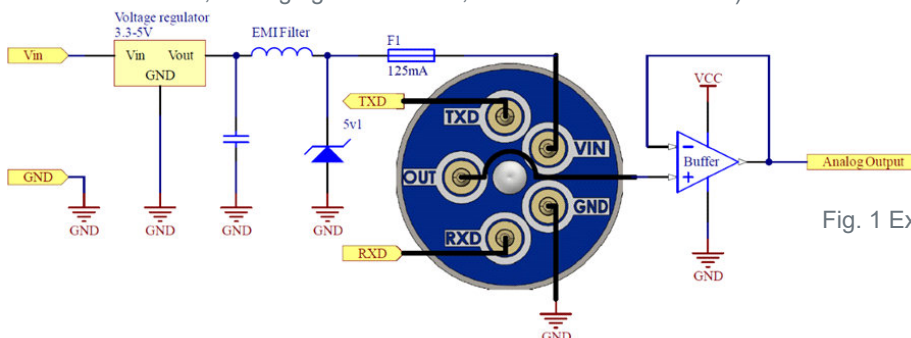 Voltage regulator
3.3-5V
EMI Filter
F1
125mA
Vin
Vin Vout
GND
TXD
TXD
VIN
5v1
VCC
Buffer
Analog Output
OUT
GND
GND
RXD
RXD
GND
GND
GND
GND
GND
GND
Fig. 1 Ex